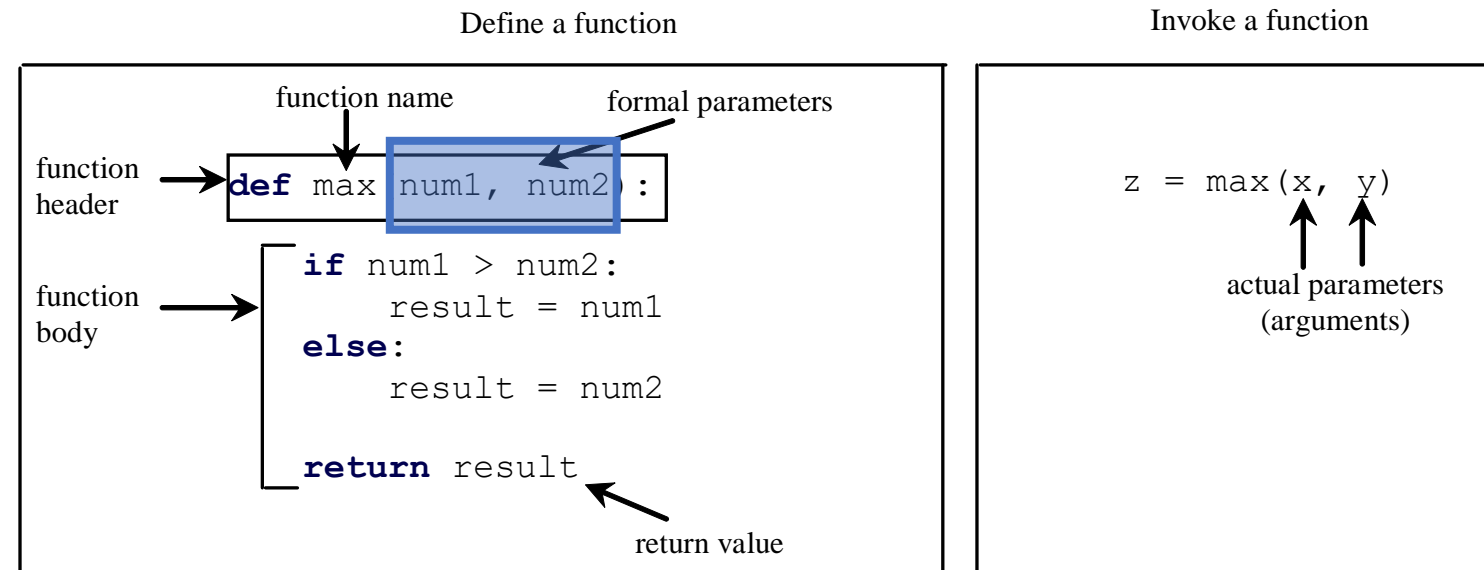 Define a function
function name
formal parameters
function
header
def max num1, num2):
function
body
if num1 > num2:
result = num1
else:
result = num2
return result
return value
Invoke a function
z = max(x, y)
actual parameters
(arguments)